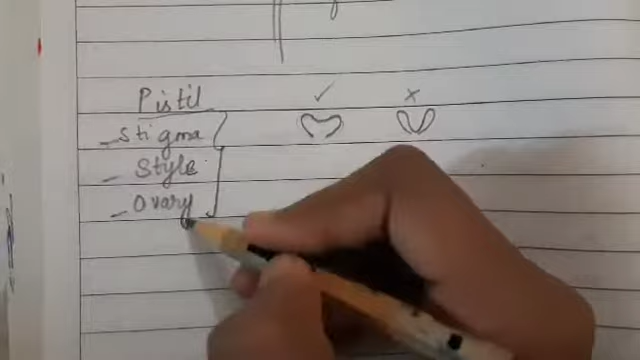 Pistil ✓ ×
- Stigma
- Style
- Ovary